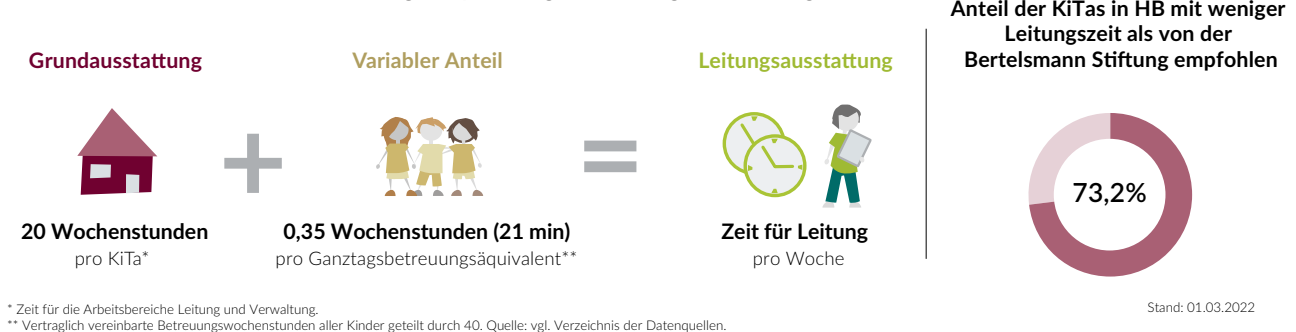 Grundausstattung
20 Wochenstunden
pro KiTa*
Variabler Anteil
0,35 Wochenstunden (21 min)
pro Ganztagsbetreuungsäquivalent**
Leitungsausstattung
Zeit für Leitung
pro Woche
Anteil der KiTas in HB mit weniger
Leitungszeit als von der
Bertelsmann Stiftung empfohlen
73,2%
* Zeit für die Arbeitsbereiche Leitung und Verwaltung.
** Vertraglich vereinbarte Betreuungswochenstunden aller Kinder geteilt durch 40. Quelle: vgl. Verzeichnis der Datenquellen.
Stand: 01.03.2022